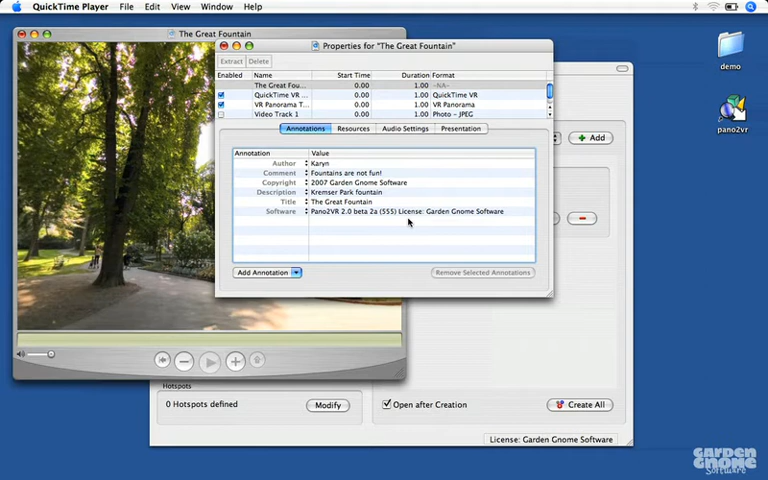 QuickTime Player File Edit View Window Help
The Great Fountain
Properties for "The Great Fountain"
Extract Delete
Enabled Name Start Time Duration Format
The Great Fou... 0.00 1.00 ~NA~
QuickTime VR ... 0.00 1.00 QuickTime VR
VR Panorama T... 0.00 1.00 VR Panorama
Video Track 1 0.00 1.00 Photo - JPEG
Annotations Resources Audio Settings Presentation
Annotation Value
Author Karyn
Comment Fountains are not fun!
Copyright 2007 Garden Gnome Software
Description Kremser Park fountain
Title The Great Fountain
Software Pano2VR 2.0 beta 2a (555) License: Garden Gnome Software
Add Annotation Remove Selected Annotations
Add
demo
pano2vr
Hotspots
0 Hotspots defined Modify
Open after Creation Create All
License: Garden Gnome Software
GARDEN
GNOME
Software